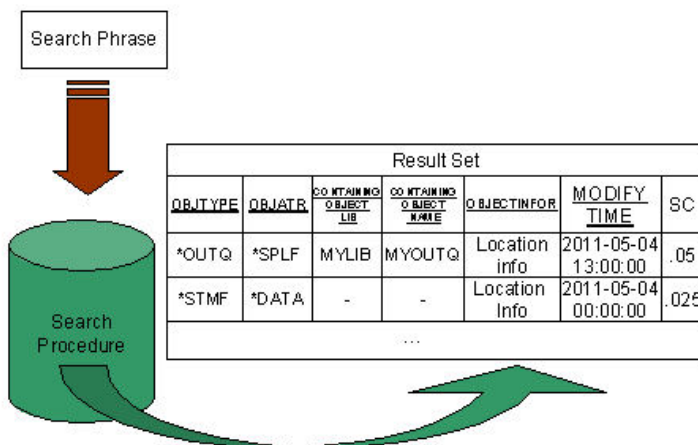 Search Phrase
Result Set
OBJTYPE OBJATR CONTAINING OBJECT LIB CONTAINING OBJECT NAME OBJECTINFOR MODIFY TIME SC
*OUTQ *SPLF MYLIB MYOUTQ Location info 2011-05-04 13:00:00 .05
*STMF *DATA - - Location Info 2011-05-04 00:00:00 .025
...
Search
Procedure